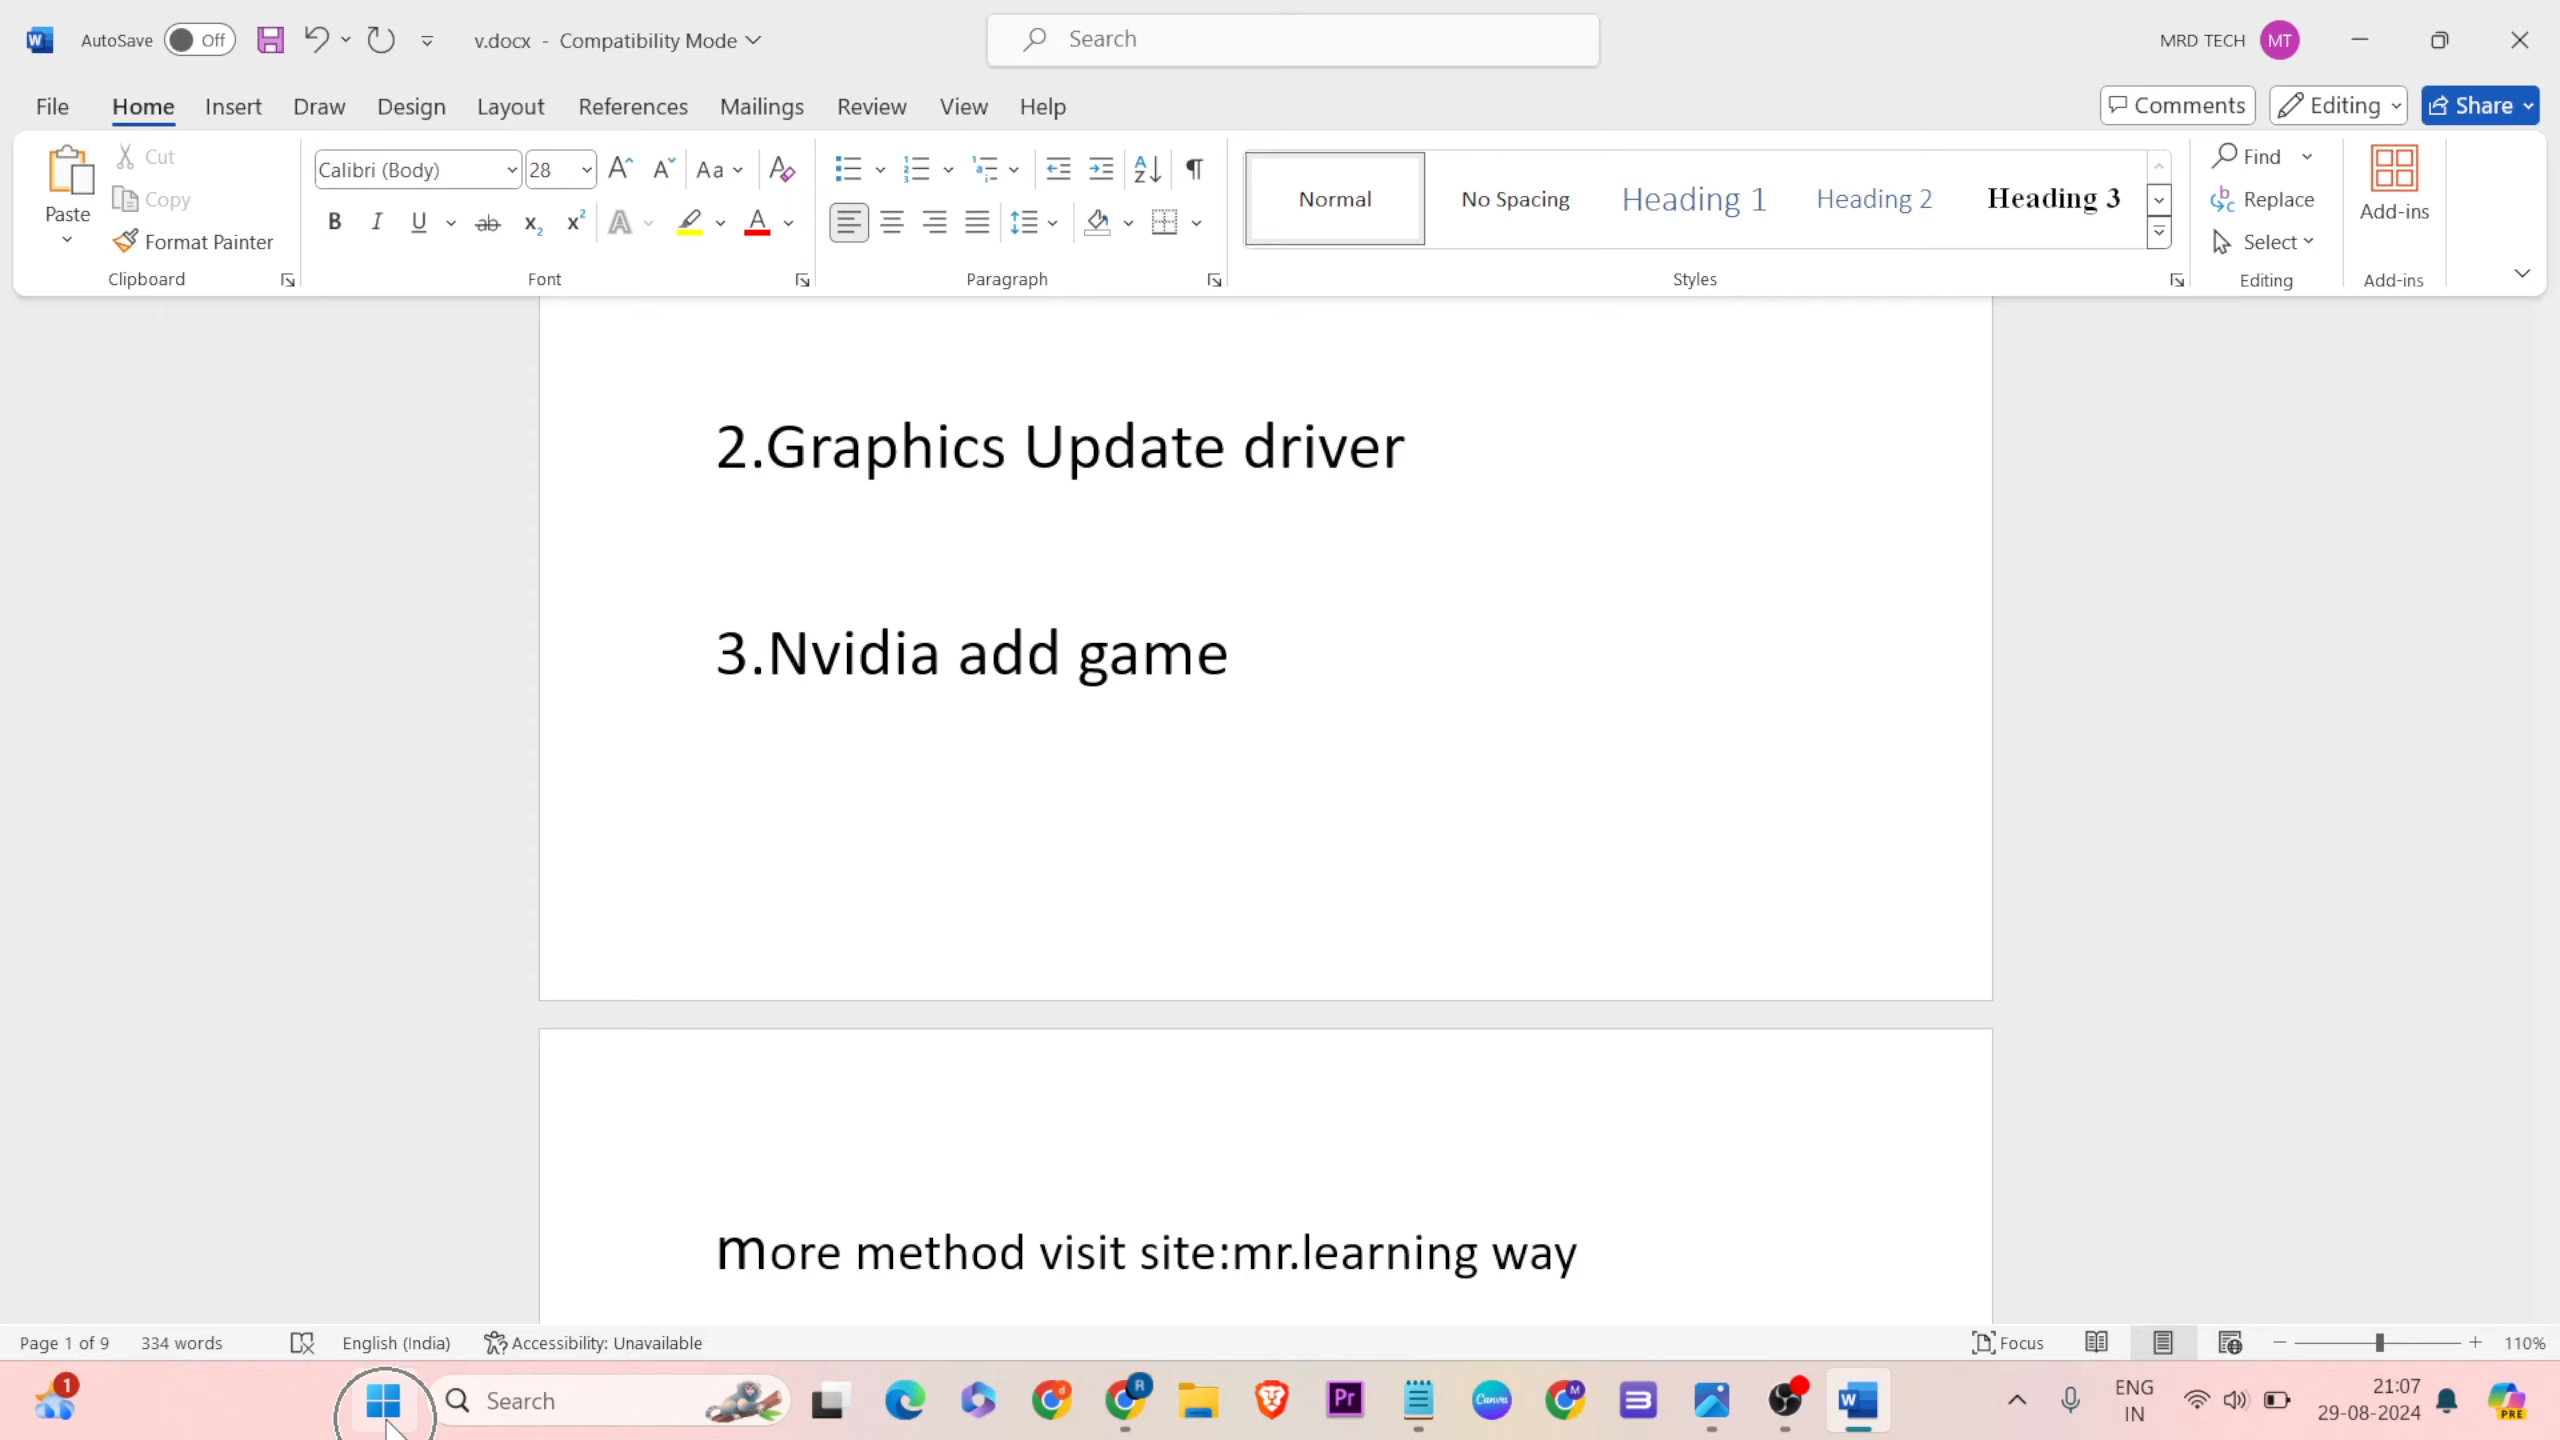 AutoSave Off v.docx - Compatibility Mode Search MRD TECH MT
File Home Insert Draw Design Layout References Mailings Review View Help Comments Editing Share
Paste Cut Copy Format Painter
Calibri (Body) 28
Normal No Spacing Heading 1 Heading 2 Heading 3
Find Replace Select Add-ins
Clipboard Font Paragraph Styles Editing Add-ins
2.Graphics Update driver
3.Nvidia add game
more method visit site:mr.learning way
Page 1 of 9 334 words English (India) Accessibility: Unavailable Focus 110%
1 Search d R Pr Canva M W ENG IN 21:07 29-08-2024 PRE